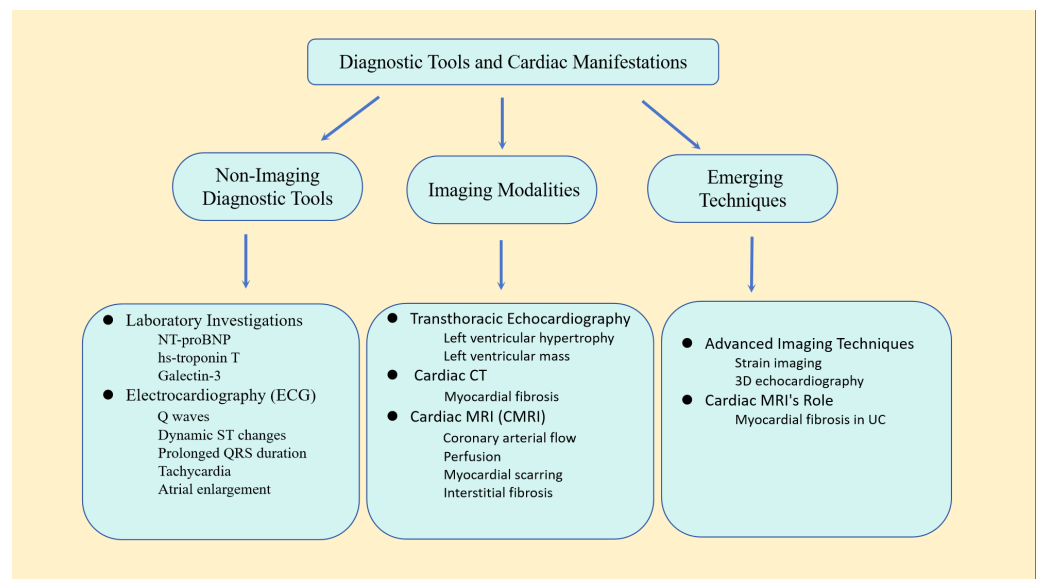 Diagnostic Tools and Cardiac Manifestations
Non-Imaging
Diagnostic Tools
Imaging Modalities
Emerging
Techniques
● Laboratory Investigations
NT-proBNP
hs-troponin T
Galectin-3
● Electrocardiography (ECG)
Q waves
Dynamic ST changes
Prolonged QRS duration
Tachycardia
Atrial enlargement
● Transthoracic Echocardiography
Left ventricular hypertrophy
Left ventricular mass
● Cardiac CT
Myocardial fibrosis
● Cardiac MRI (CMRI)
Coronary arterial flow
Perfusion
Myocardial scarring
Interstitial fibrosis
● Advanced Imaging Techniques
Strain imaging
3D echocardiography
● Cardiac MRI's Role
Myocardial fibrosis in UC